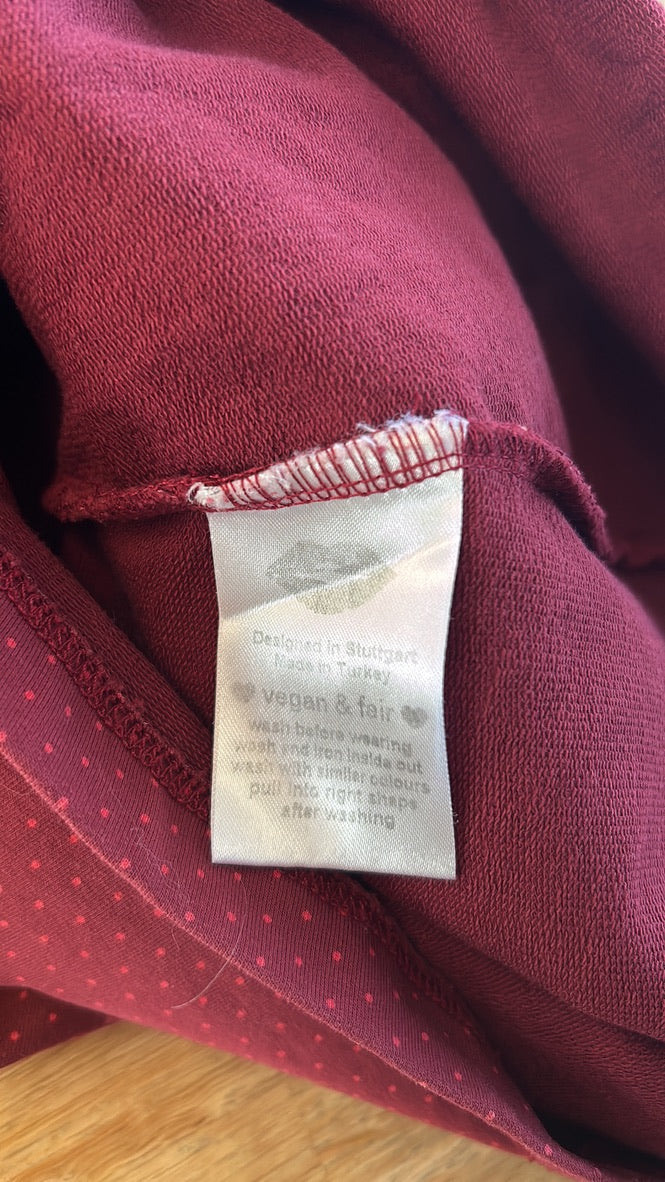 Designed in Stuttgart
Made in Turkey
vegan & fair
wash before wearing
wash and iron inside out
wash with similar colours
pull into right shape
after washing